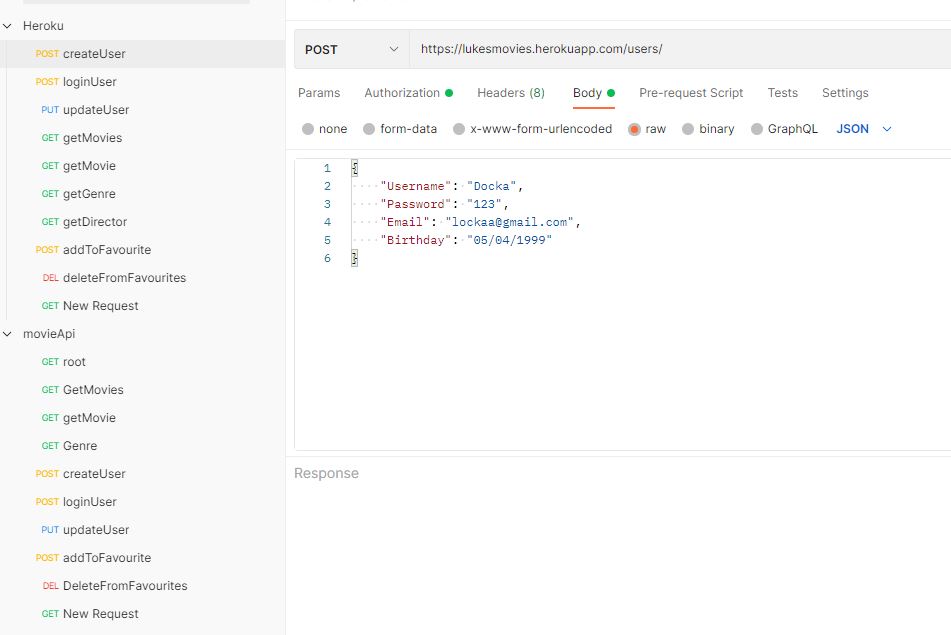 Heroku
POST createUser
POST loginUser
PUT updateUser
GET getMovies
GET getMovie
GET getGenre
GET getDirector
POST addToFavourite
DEL deleteFromFavourites
GET New Request
movieApi
GET root
GET GetMovies
GET getMovie
GET Genre
POST createUser
POST loginUser
PUT updateUser
POST addToFavourite
DEL DeleteFromFavourites
GET New Request
POST https://lukesmovies.herokuapp.com/users/
Params Authorization Headers (8) Body Pre-request Script Tests Settings
none form-data x-www-form-urlencoded raw binary GraphQL JSON
1 {
2 "Username": "Docka",
3 "Password": "123",
4 "Email": "lockaa@gmail.com",
5 "Birthday": "05/04/1999"
6 }
Response